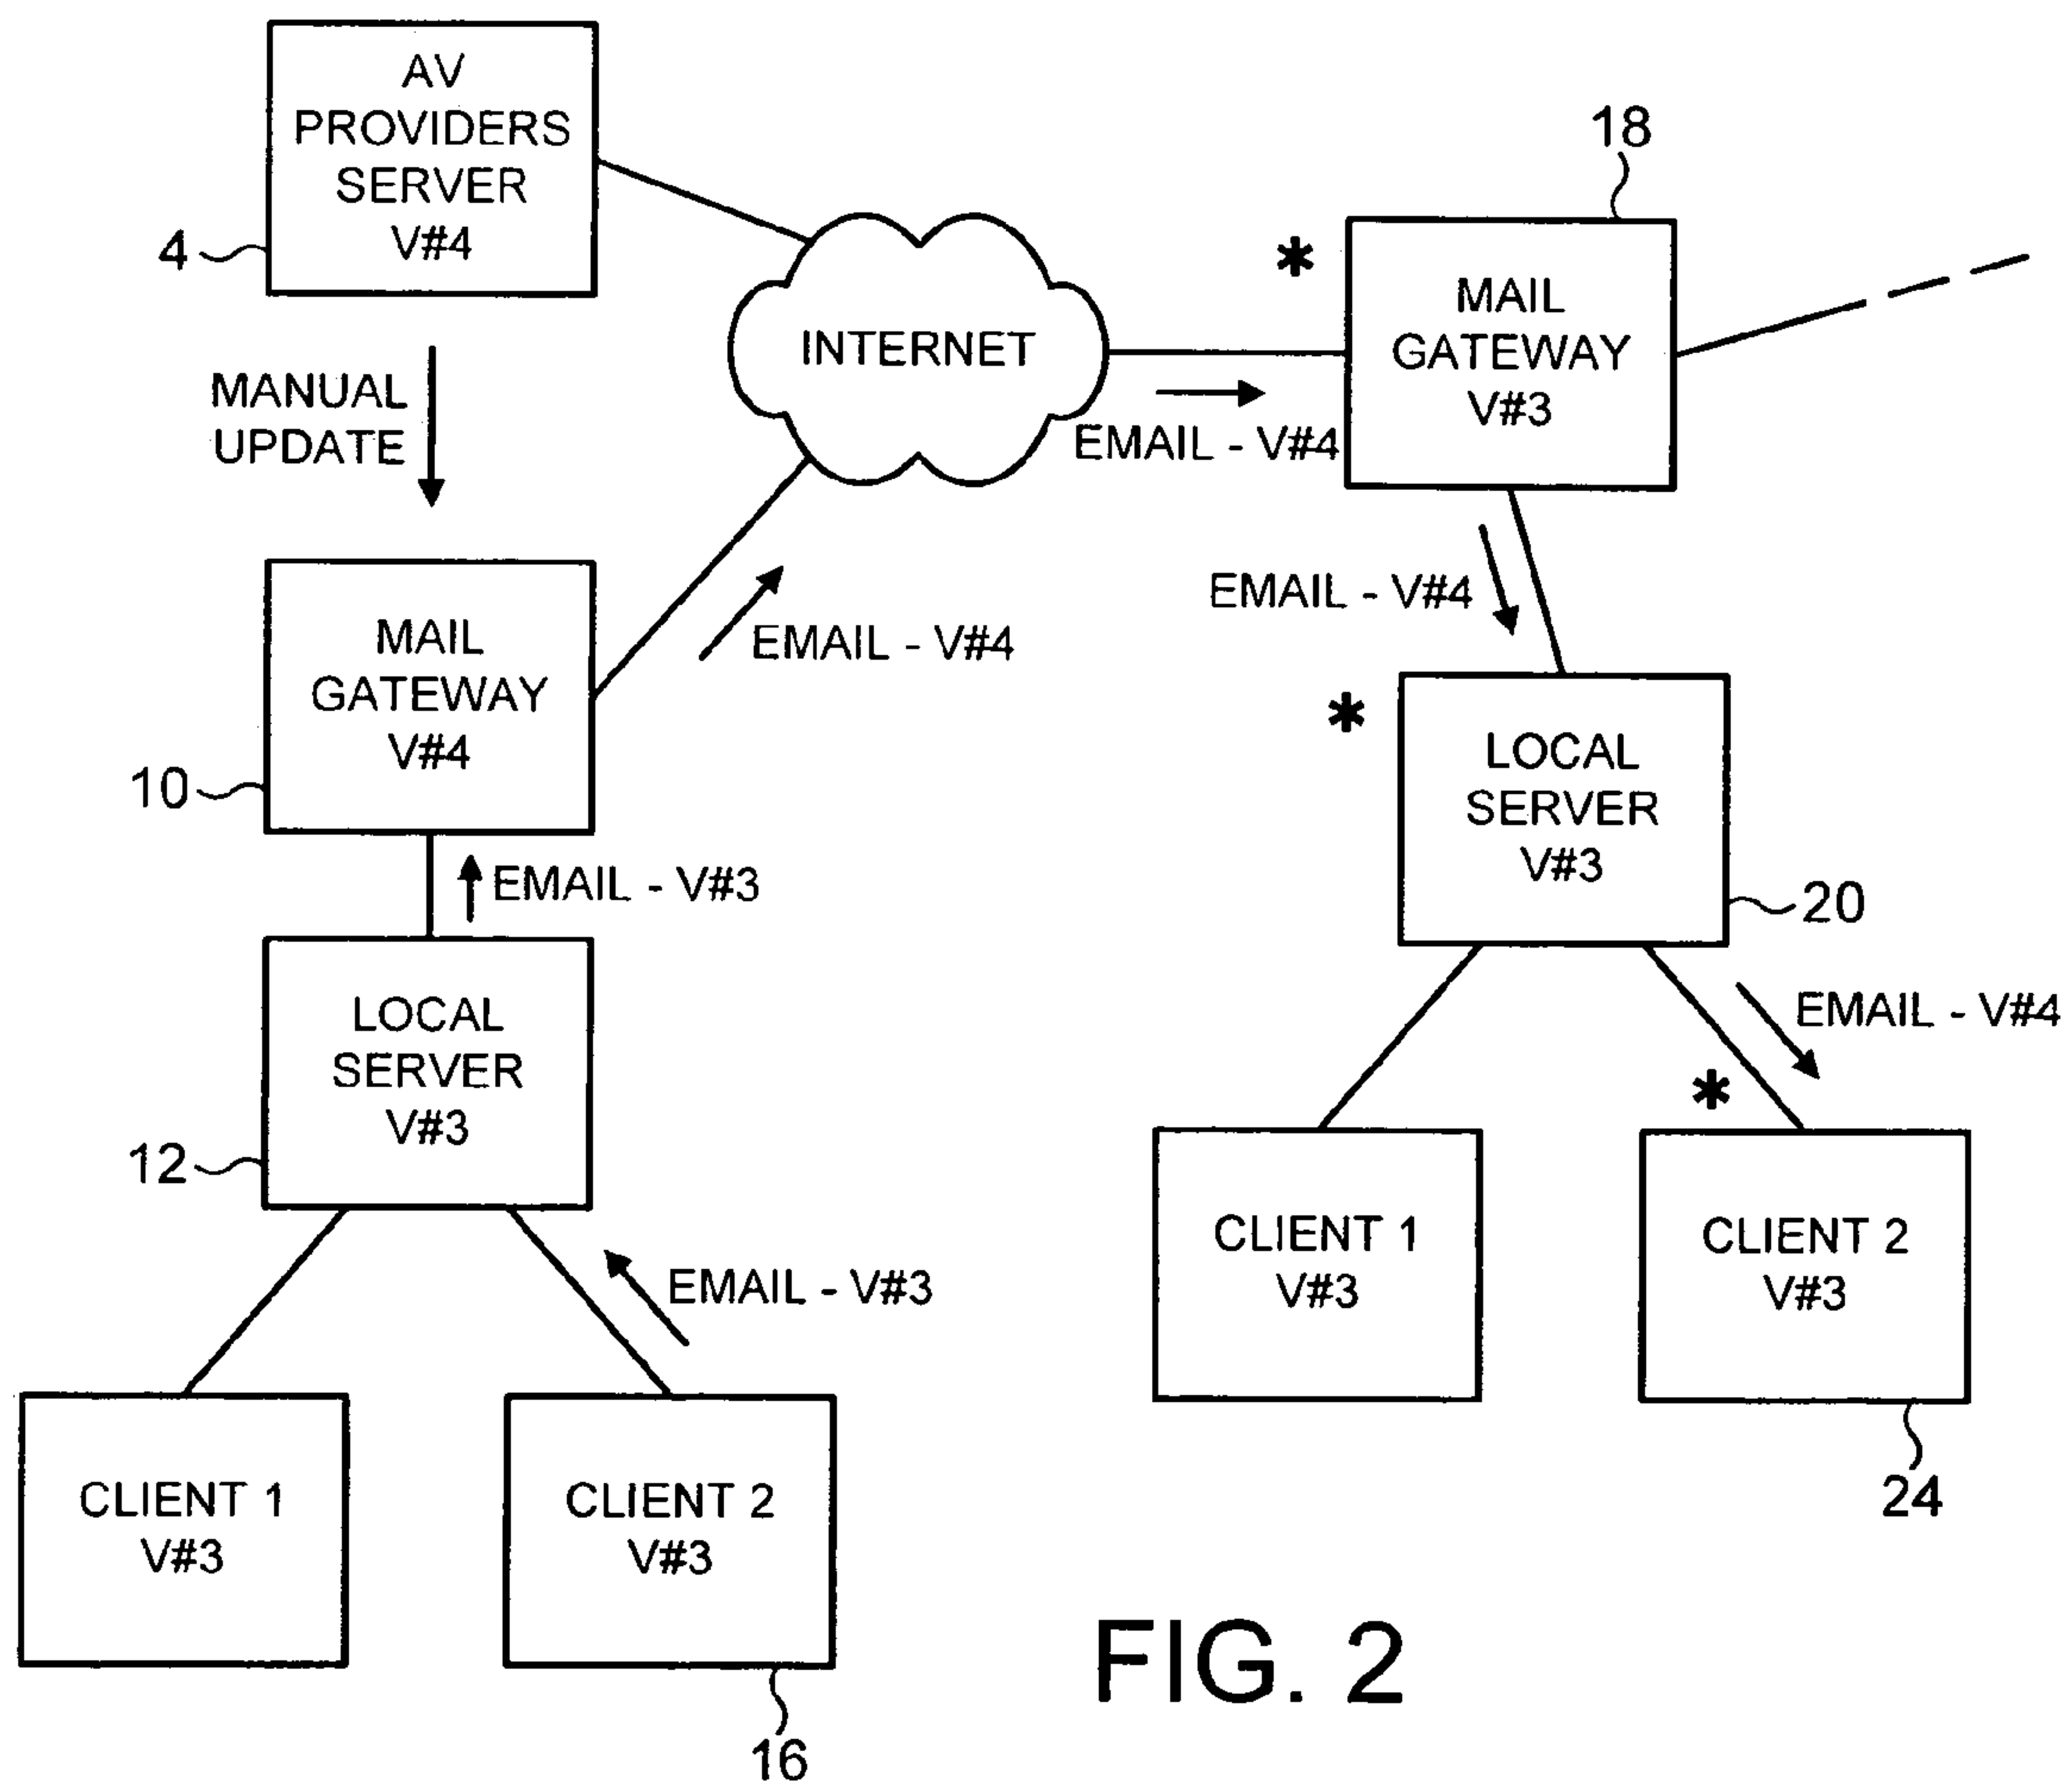 AV
PROVIDERS
SERVER
V#4
4
MANUAL
UPDATE
INTERNET
18
*
MAIL
GATEWAY
V#3
EMAIL - V#4
MAIL
GATEWAY
V#4
10
EMAIL - V#4
EMAIL - V#4
*
LOCAL
SERVER
V#3
20
EMAIL - V#3
LOCAL
SERVER
V#3
12
EMAIL - V#4
*
CLIENT 1
V#3
CLIENT 2
V#3
24
EMAIL - V#3
CLIENT 1
V#3
CLIENT 2
V#3
16
FIG. 2